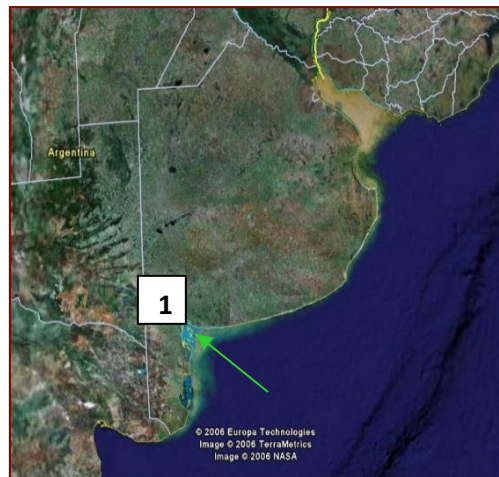 Argentina
1
© 2006 Europa Technologies
Image © 2006 TerraMetrics
Image © 2006 NASA